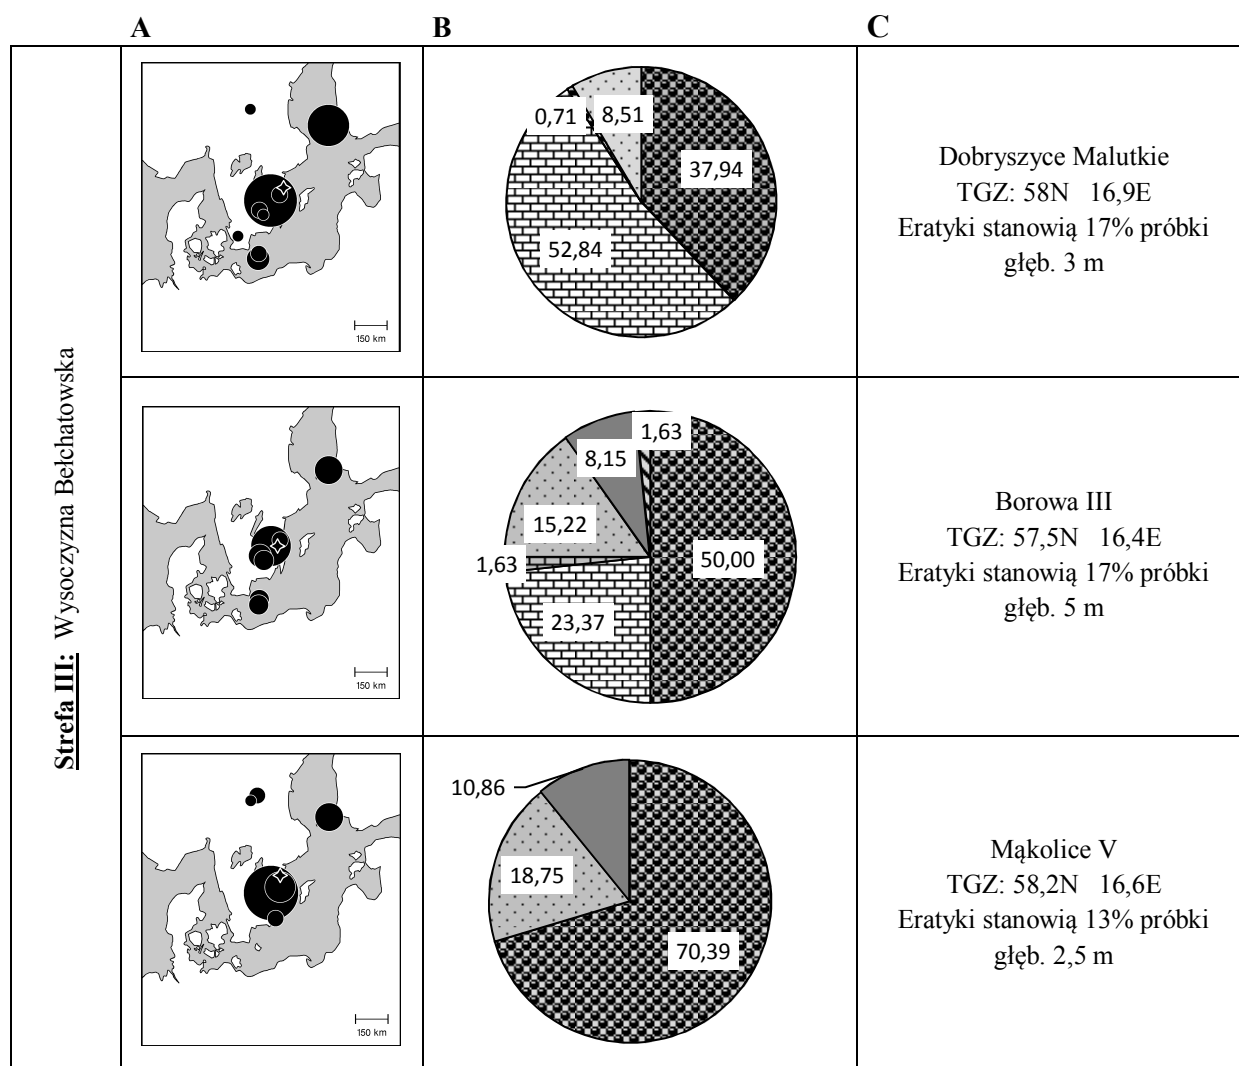 A
B
C
Strefa III: Wysoczyzna Bełchatowska
150 km
0,71
8,51
37,94
52,84
Dobryszyce Malutkie
TGZ: 58N 16,9E
Eratyki stanowią 17% próbki
głęb. 3 m
150 km
1,63
8,15
15,22
1,63
50,00
23,37
Borowa III
TGZ: 57,5N 16,4E
Eratyki stanowią 17% próbki
głęb. 5 m
150 km
10,86
18,75
70,39
Mąkolice V
TGZ: 58,2N 16,6E
Eratyki stanowią 13% próbki
głęb. 2,5 m